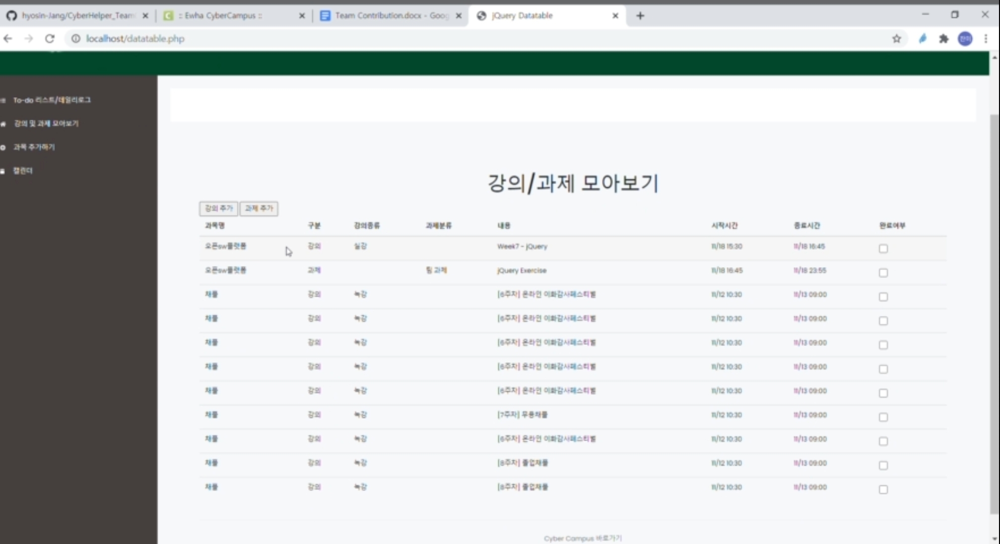 hyosin-Jang/CyberHelper_Team
:: Ewha CyberCampus ::
Team Contribution.docx - Goog
jQuery Datatable
localhost/datatable.php
To-do 리스트/데일리로그
강의 및 과제 모아보기
과목 추가하기
캘린더
강의/과제 모아보기
강의 추가 과제 추가
과목명 구분 강의종류 과제분류 내용 시작시간 종료시간 완료여부
오픈sw플랫폼 강의 실강 Week7 - jQuery 11/18 15:30 11/18 16:45
오픈sw플랫폼 과제 팀 과제 jQuery Exercise 11/18 16:45 11/18 23:55
채플 강의 녹강 [6주차] 온라인 이화감사페스티벌 11/12 10:30 11/13 09:00
채플 강의 녹강 [6주차] 온라인 이화감사페스티벌 11/12 10:30 11/13 09:00
채플 강의 녹강 [6주차] 온라인 이화감사페스티벌 11/12 10:30 11/13 09:00
채플 강의 녹강 [6주차] 온라인 이화감사페스티벌 11/12 10:30 11/13 09:00
채플 강의 녹강 [6주차] 온라인 이화감사페스티벌 11/12 10:30 11/13 09:00
채플 강의 녹강 [7주차] 무용채플 11/12 10:30 11/13 09:00
채플 강의 녹강 [6주차] 온라인 이화감사페스티벌 11/12 10:30 11/13 09:00
채플 강의 녹강 [8주차] 졸업채플 11/12 10:30 11/13 09:00
채플 강의 녹강 [8주차] 졸업채플 11/12 10:30 11/13 09:00
Cyber Campus 바로가기